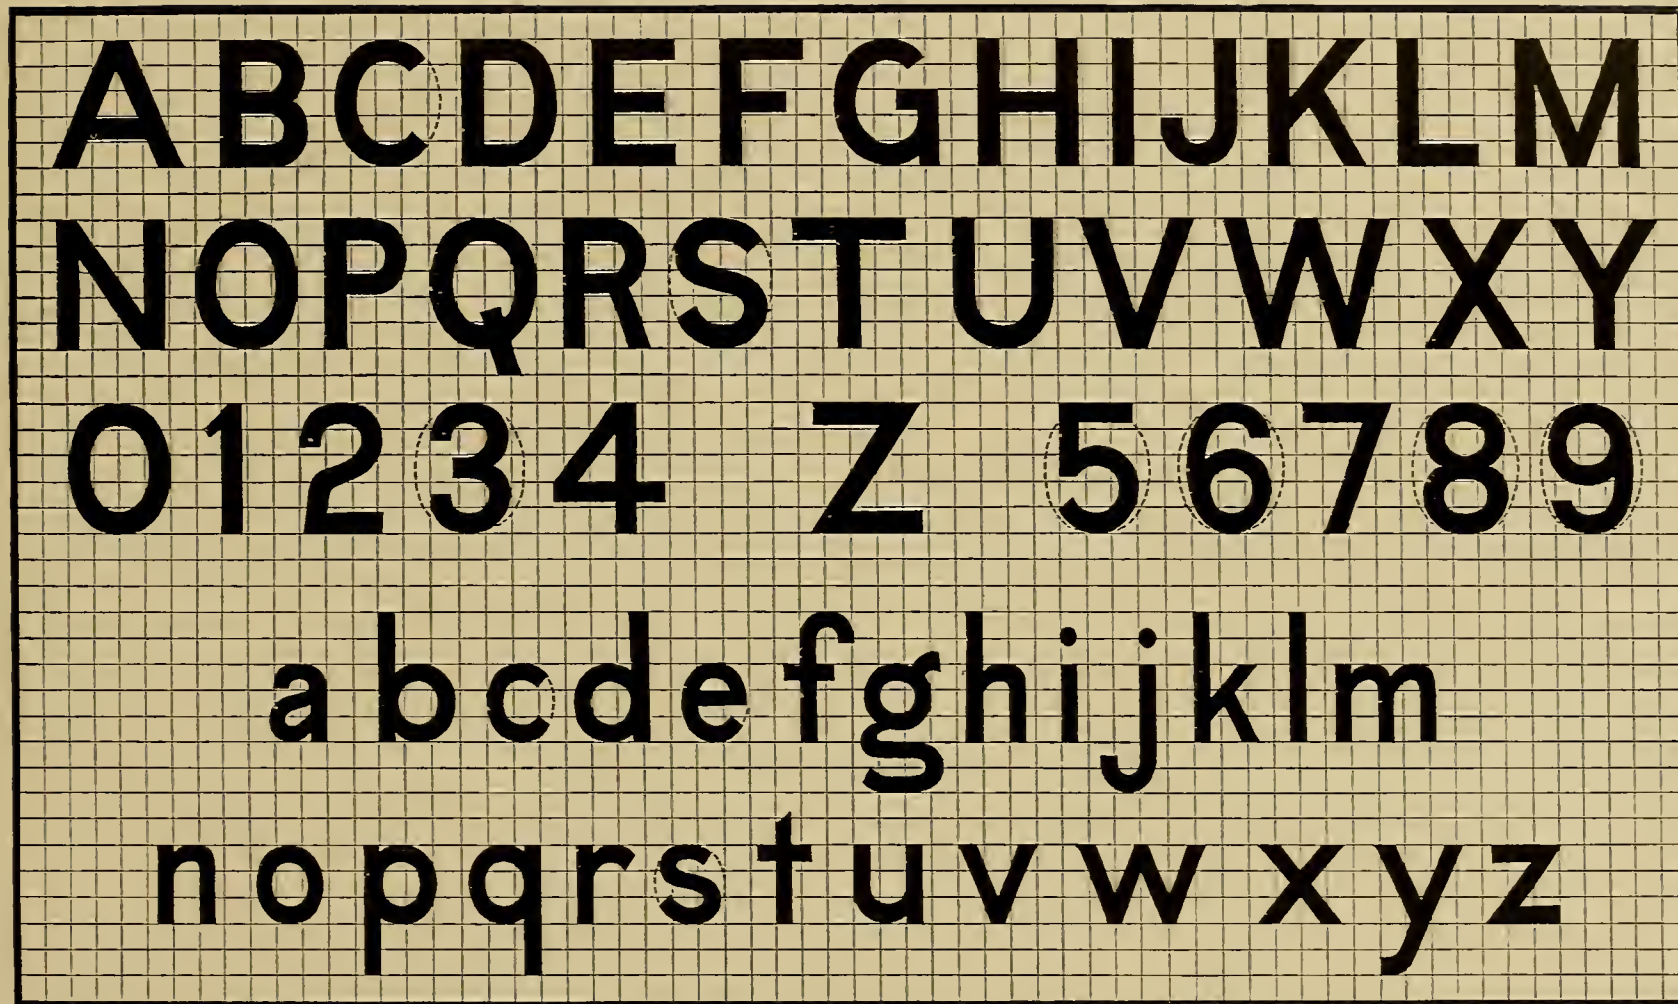 ABCDEFGHIJKLM
NOPQRSTUVWXY
01234 Z 56789
abcdefghijklm
nopqrstuvwxyz